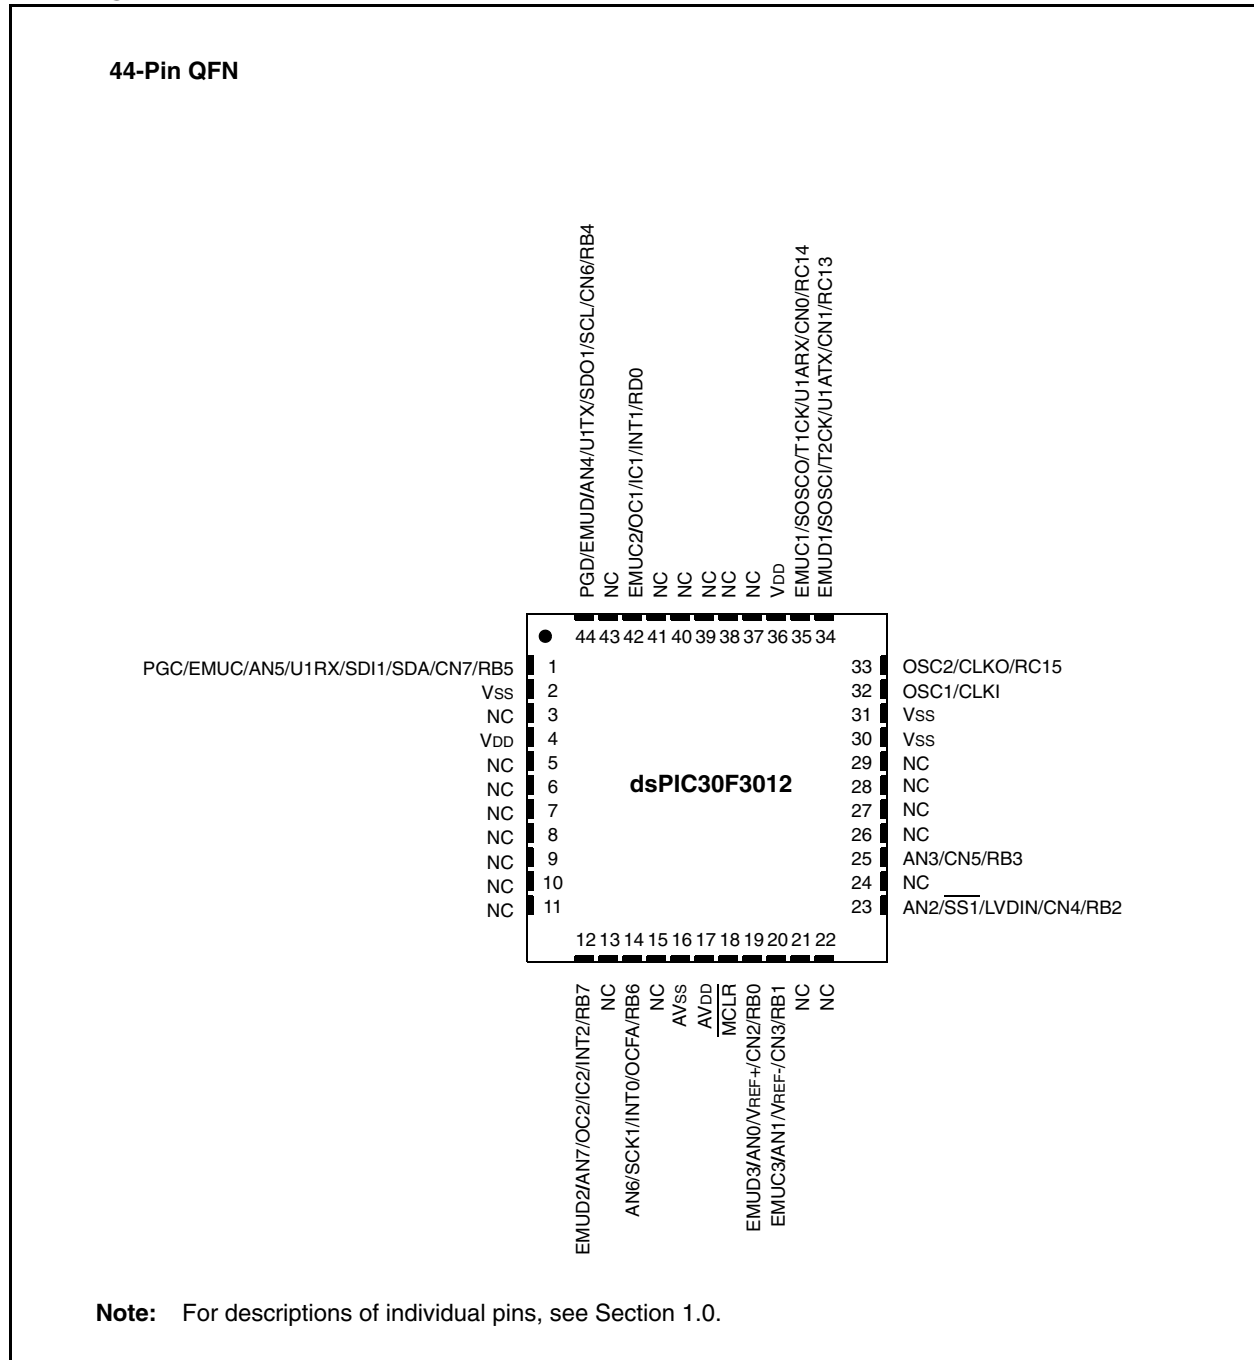 44-Pin QFN
PGD/EMUD/AN4/U1TX/SDO1/SCL/CN6/RB4
NC
EMUC2/OC1/IC1/INT1/RD0
NC
NC
NC
NC
NC
VDD
EMUC1/SOSCO/T1CK/U1ARX/CN0/RC14
EMUD1/SOSCI/T2CK/U1ATX/CN1/RC13
44 43 42 41 40 39 38 37 36 35 34
PGC/EMUC/AN5/U1RX/SDI1/SDA/CN7/RB5 1 33 OSC2/CLKO/RC15
VSS 2 32 OSC1/CLKI
NC 3 31 VSS
VDD 4 30 VSS
NC 5 29 NC
NC 6 dsPIC30F3012 28 NC
NC 7 27 NC
NC 8 26 NC
NC 9 25 AN3/CN5/RB3
NC 10 24 NC
NC 11 23 AN2/SS1/LVDIN/CN4/RB2
12 13 14 15 16 17 18 19 20 21 22
EMUD2/AN7/OC2/IC2/INT2/RB7
NC
AN6/SCK1/INT0/OCFA/RB6
NC
AVSS
AVDD
MCLR
EMUD3/AN0/VREF+/CN2/RB0
EMUC3/AN1/VREF-/CN3/RB1
NC
NC
Note: For descriptions of individual pins, see Section 1.0.